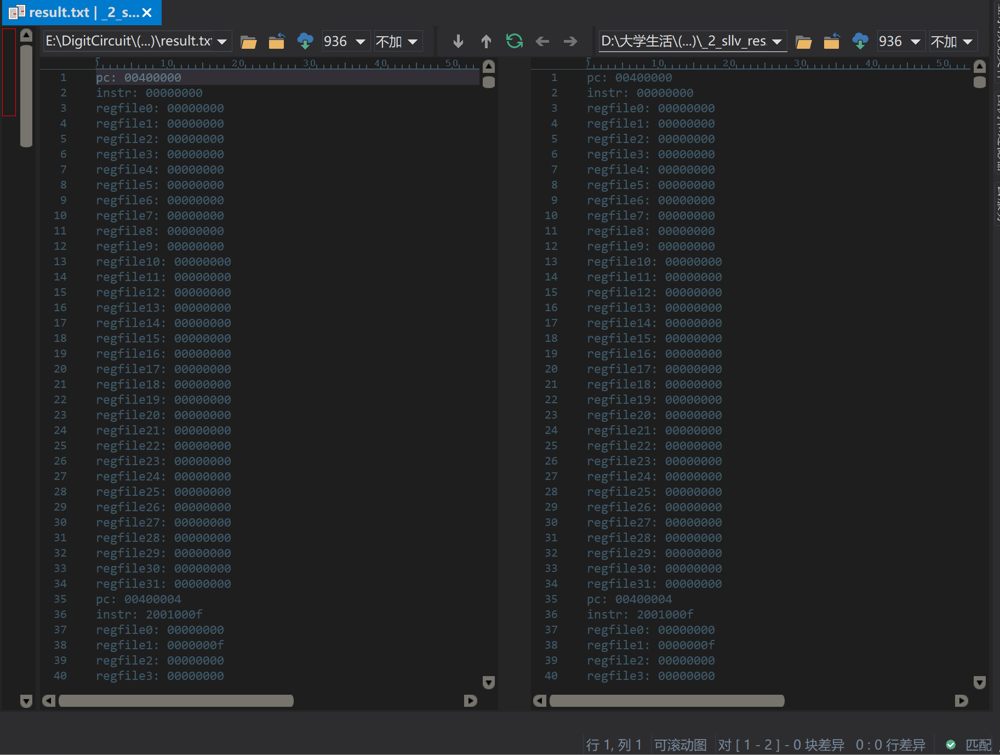 result.txt | _2_s...
E:\DigitCircuit\(...)\result.txt
936
不加
D:\大学生活\(...)\_2_sllv_res.
936
不加
0 10 20 30 40 50
0 10 20 30 40 50
1 pc: 00400000
2 instr: 00000000
3 regfile0: 00000000
4 regfile1: 00000000
5 regfile2: 00000000
6 regfile3: 00000000
7 regfile4: 00000000
8 regfile5: 00000000
9 regfile6: 00000000
10 regfile7: 00000000
11 regfile8: 00000000
12 regfile9: 00000000
13 regfile10: 00000000
14 regfile11: 00000000
15 regfile12: 00000000
16 regfile13: 00000000
17 regfile14: 00000000
18 regfile15: 00000000
19 regfile16: 00000000
20 regfile17: 00000000
21 regfile18: 00000000
22 regfile19: 00000000
23 regfile20: 00000000
24 regfile21: 00000000
25 regfile22: 00000000
26 regfile23: 00000000
27 regfile24: 00000000
28 regfile25: 00000000
29 regfile26: 00000000
30 regfile27: 00000000
31 regfile28: 00000000
32 regfile29: 00000000
33 regfile30: 00000000
34 regfile31: 00000000
35 pc: 00400004
36 instr: 2001000f
37 regfile0: 00000000
38 regfile1: 0000000f
39 regfile2: 00000000
40 regfile3: 00000000
1 pc: 00400000
2 instr: 00000000
3 regfile0: 00000000
4 regfile1: 00000000
5 regfile2: 00000000
6 regfile3: 00000000
7 regfile4: 00000000
8 regfile5: 00000000
9 regfile6: 00000000
10 regfile7: 00000000
11 regfile8: 00000000
12 regfile9: 00000000
13 regfile10: 00000000
14 regfile11: 00000000
15 regfile12: 00000000
16 regfile13: 00000000
17 regfile14: 00000000
18 regfile15: 00000000
19 regfile16: 00000000
20 regfile17: 00000000
21 regfile18: 00000000
22 regfile19: 00000000
23 regfile20: 00000000
24 regfile21: 00000000
25 regfile22: 00000000
26 regfile23: 00000000
27 regfile24: 00000000
28 regfile25: 00000000
29 regfile26: 00000000
30 regfile27: 00000000
31 regfile28: 00000000
32 regfile29: 00000000
33 regfile30: 00000000
34 regfile31: 00000000
35 pc: 00400004
36 instr: 2001000f
37 regfile0: 00000000
38 regfile1: 0000000f
39 regfile2: 00000000
40 regfile3: 00000000
行 1, 列 1 可滚动图 对 [ 1 - 2 ] - 0 块差异 0 : 0 行差异 匹配